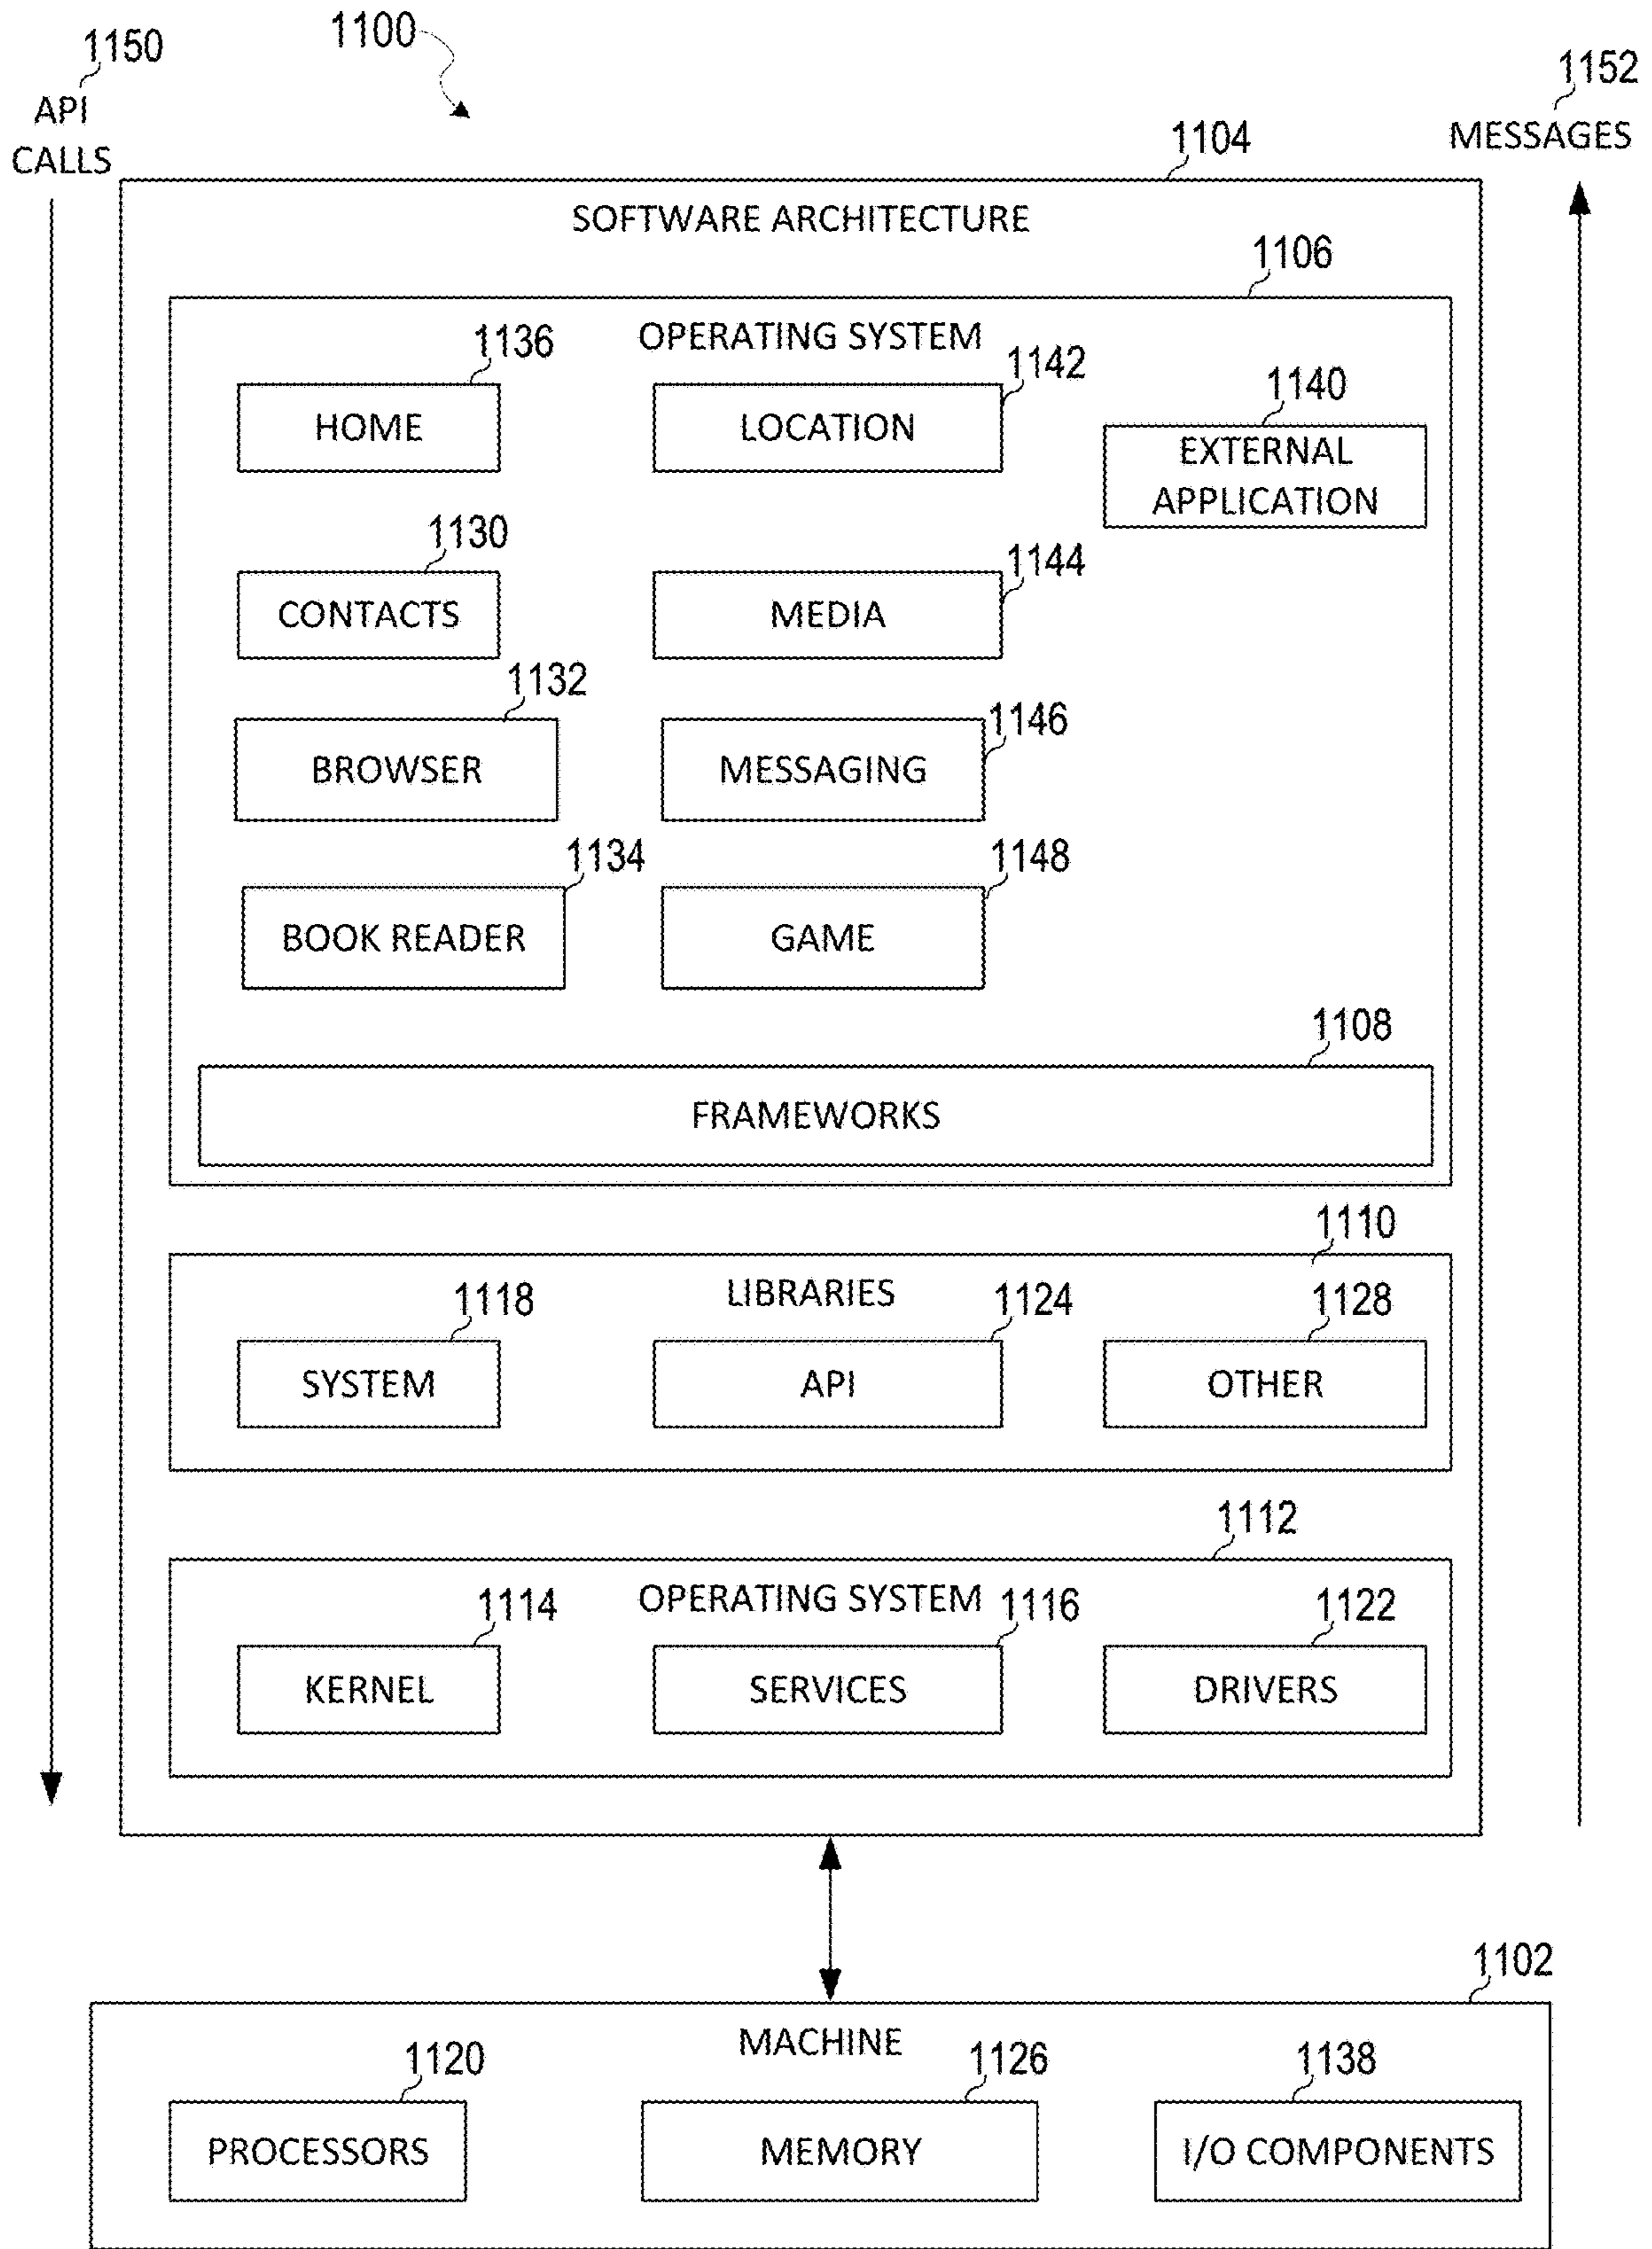 1100
1150
API
CALLS
1152
MESSAGES
1104
SOFTWARE ARCHITECTURE
1106
OPERATING SYSTEM
1136
HOME
1142
LOCATION
1140
EXTERNAL
APPLICATION
1130
CONTACTS
1144
MEDIA
1132
BROWSER
1146
MESSAGING
1134
BOOK READER
1148
GAME
1108
FRAMEWORKS
1110
LIBRARIES
1118
SYSTEM
1124
API
1128
OTHER
1112
OPERATING SYSTEM
1114
KERNEL
1116
SERVICES
1122
DRIVERS
1102
MACHINE
1120
PROCESSORS
1126
MEMORY
1138
I/O COMPONENTS